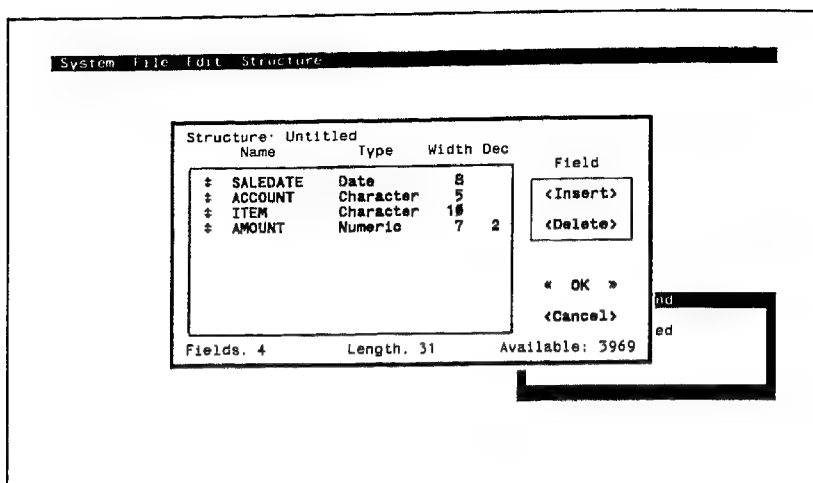 System File Edit Structure
Structure: Untitled
Name Type Width Dec
Field
SALEDATE Date 8
<Insert>
ACCOUNT Character 5
ITEM Character 10
<Delete>
AMOUNT Numeric 7 2
« OK »
nd
<Cancel>
ed
Fields. 4 Length. 31 Available: 3969